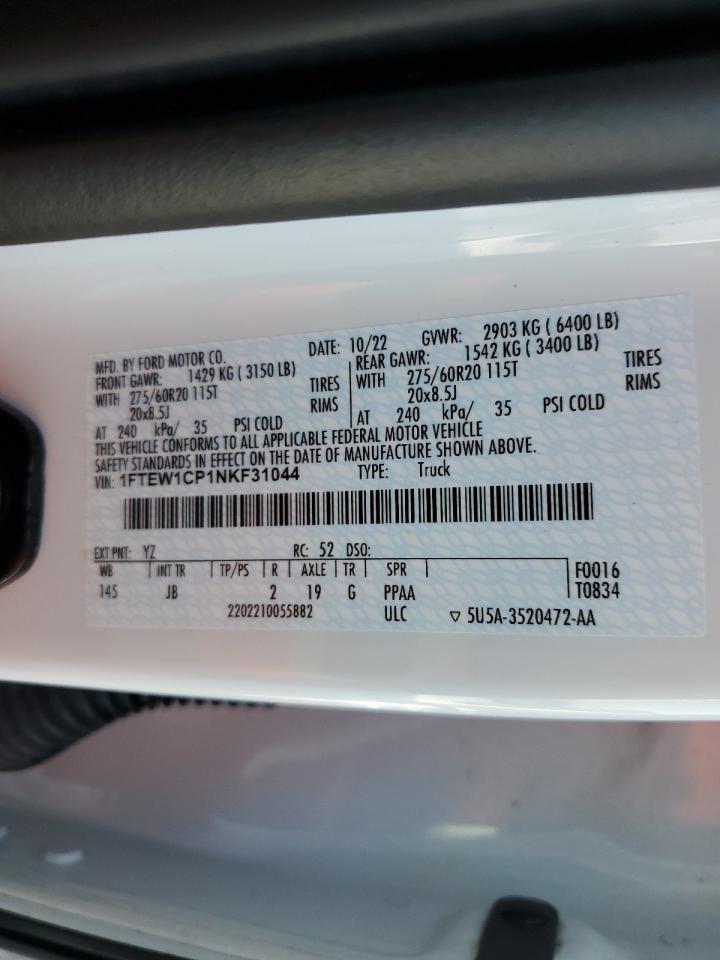 MFD. BY FORD MOTOR CO. DATE: 10/22 GVWR: 2903 KG ( 6400 LB)
FRONT GAWR: 1429 KG ( 3150 LB) REAR GAWR: 1542 KG ( 3400 LB)
WITH 275/60R20 115T TIRES WITH 275/60R20 115T TIRES
20x8.5J RIMS 20x8.5J RIMS
AT 240 kPa/ 35 PSI COLD AT 240 kPa/ 35 PSI COLD
THIS VEHICLE CONFORMS TO ALL APPLICABLE FEDERAL MOTOR VEHICLE
SAFETY STANDARDS IN EFFECT ON THE DATE OF MANUFACTURE SHOWN ABOVE.
VIN: 1FTEW1CP1NKF31044 TYPE: Truck
EXT PNT: YZ RC: 52 DSO:
WB INT TR TP/PS R AXLE TR SPR F0016
145 JB 2 19 G PPAA T0834
2202210055882 ULC ▽ 5U5A-3520472-AA